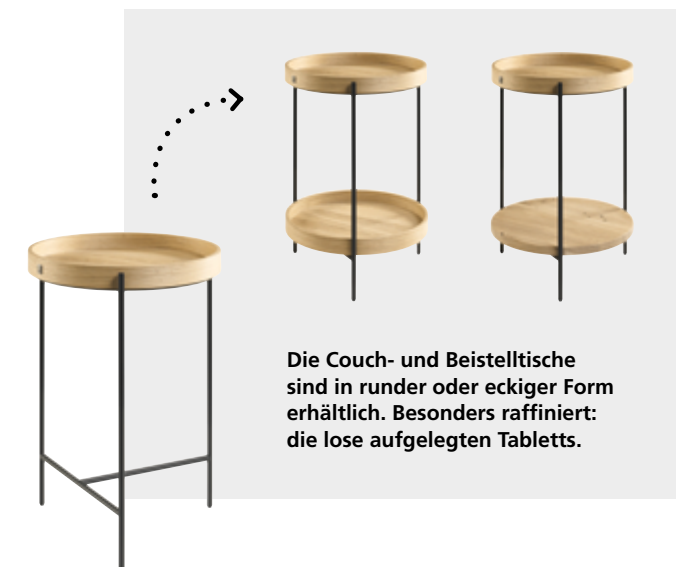 Die Couch- und Beistelltische
sind in runder oder eckiger Form
erhältlich. Besonders raffiniert:
die lose aufgelegten Tabletts.